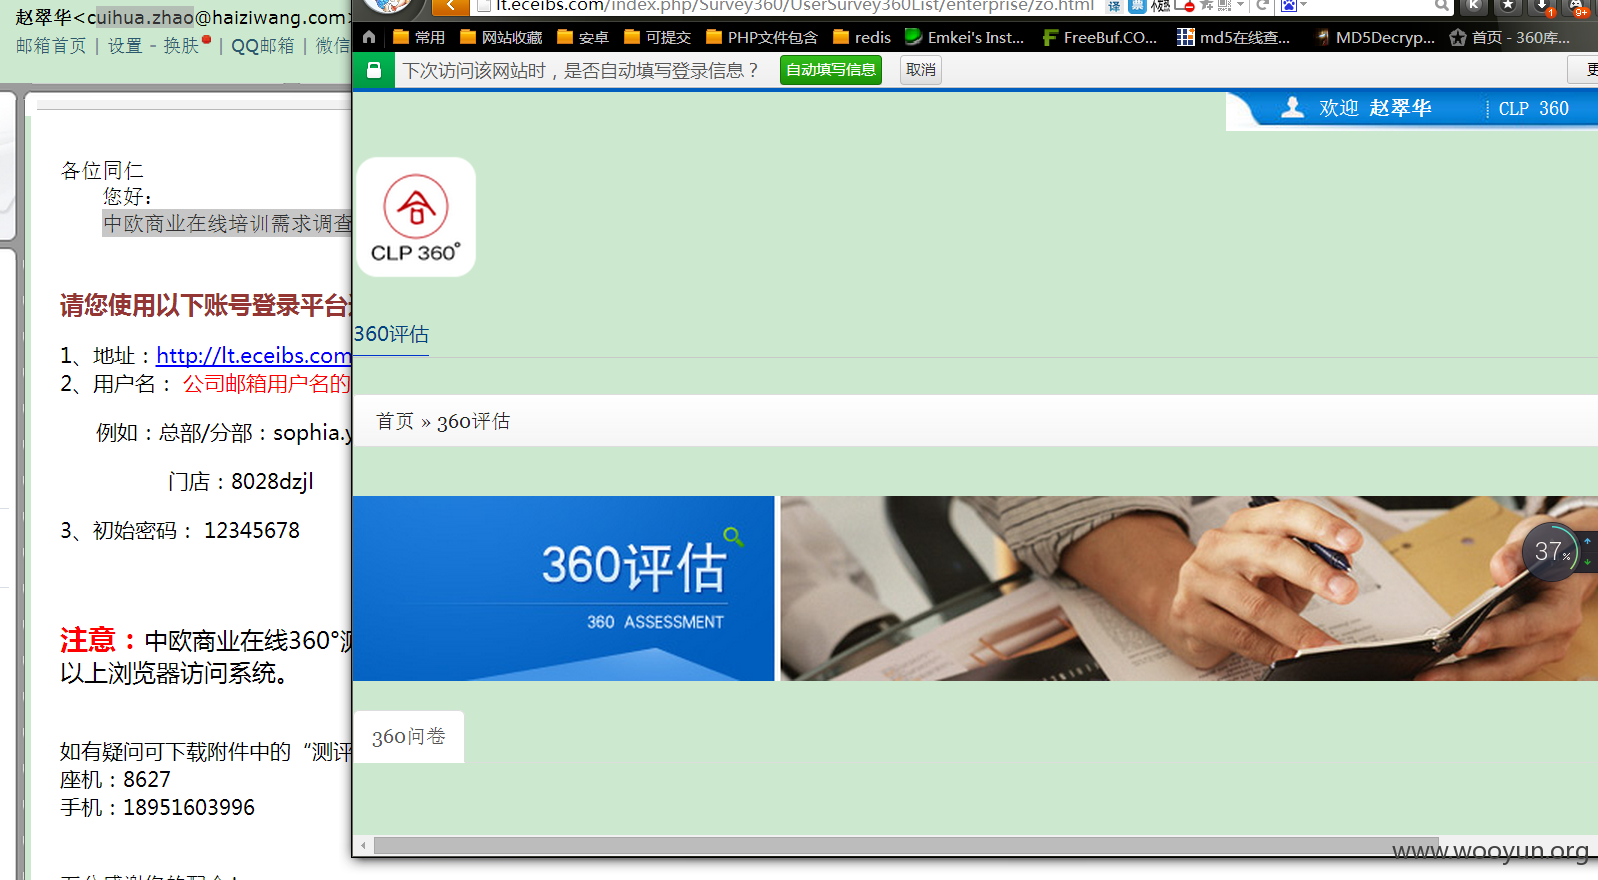 赵翠华<cuihua.zhao@haiziwang.com>
邮箱首页 | 设置 - 换肤 | QQ邮箱 | 微信
各位同仁
您好：
中欧商业在线培训需求调查
请您使用以下账号登录平台
1、地址：http://lt.eceibs.com
2、用户名： 公司邮箱用户名的
例如：总部/分部：sophia.y
门店：8028dzjl
3、初始密码： 12345678
注意：中欧商业在线360°测
以上浏览器访问系统。
如有疑问可下载附件中的“测评
座机：8627
手机：18951603996
lt.eceibs.com/index.php/Survey360/UserSurvey360List/enterprise/zo.html
常用 网站收藏 安卓 可提交 PHP文件包含 redis Emkei's Inst... FreeBuf.CO... md5在线查... MD5Decryp... 首页 - 360库...
下次访问该网站时，是否自动填写登录信息？ 自动填写信息 取消 更
欢迎 赵翠华 CLP 360
合
CLP 360°
360评估
首页 » 360评估
360评估
360 ASSESSMENT
37%
360问卷
www.wooyun.org